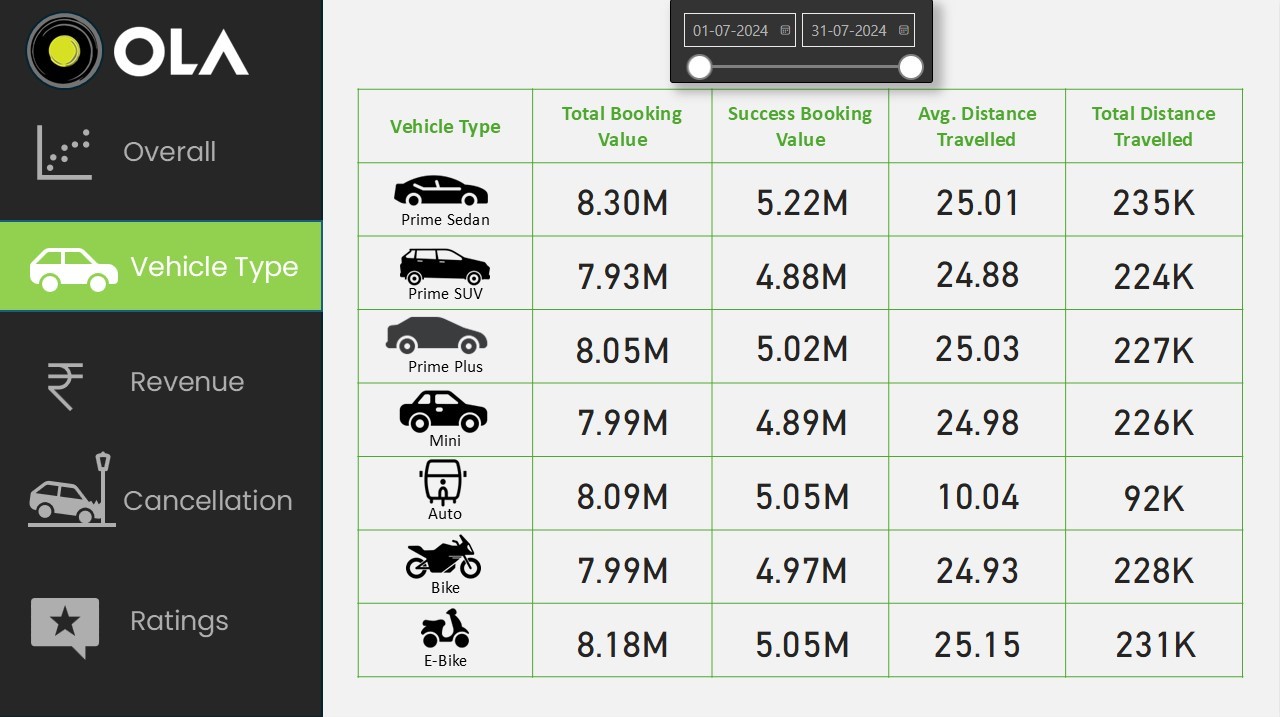 OLA
01-07-2024 31-07-2024
Overall
Vehicle Type
Revenue
Cancellation
Ratings
Vehicle Type Total Booking Value Success Booking Value Avg. Distance Travelled Total Distance Travelled
Prime Sedan 8.30M 5.22M 25.01 235K
Prime SUV 7.93M 4.88M 24.88 224K
Prime Plus 8.05M 5.02M 25.03 227K
Mini 7.99M 4.89M 24.98 226K
Auto 8.09M 5.05M 10.04 92K
Bike 7.99M 4.97M 24.93 228K
E-Bike 8.18M 5.05M 25.15 231K